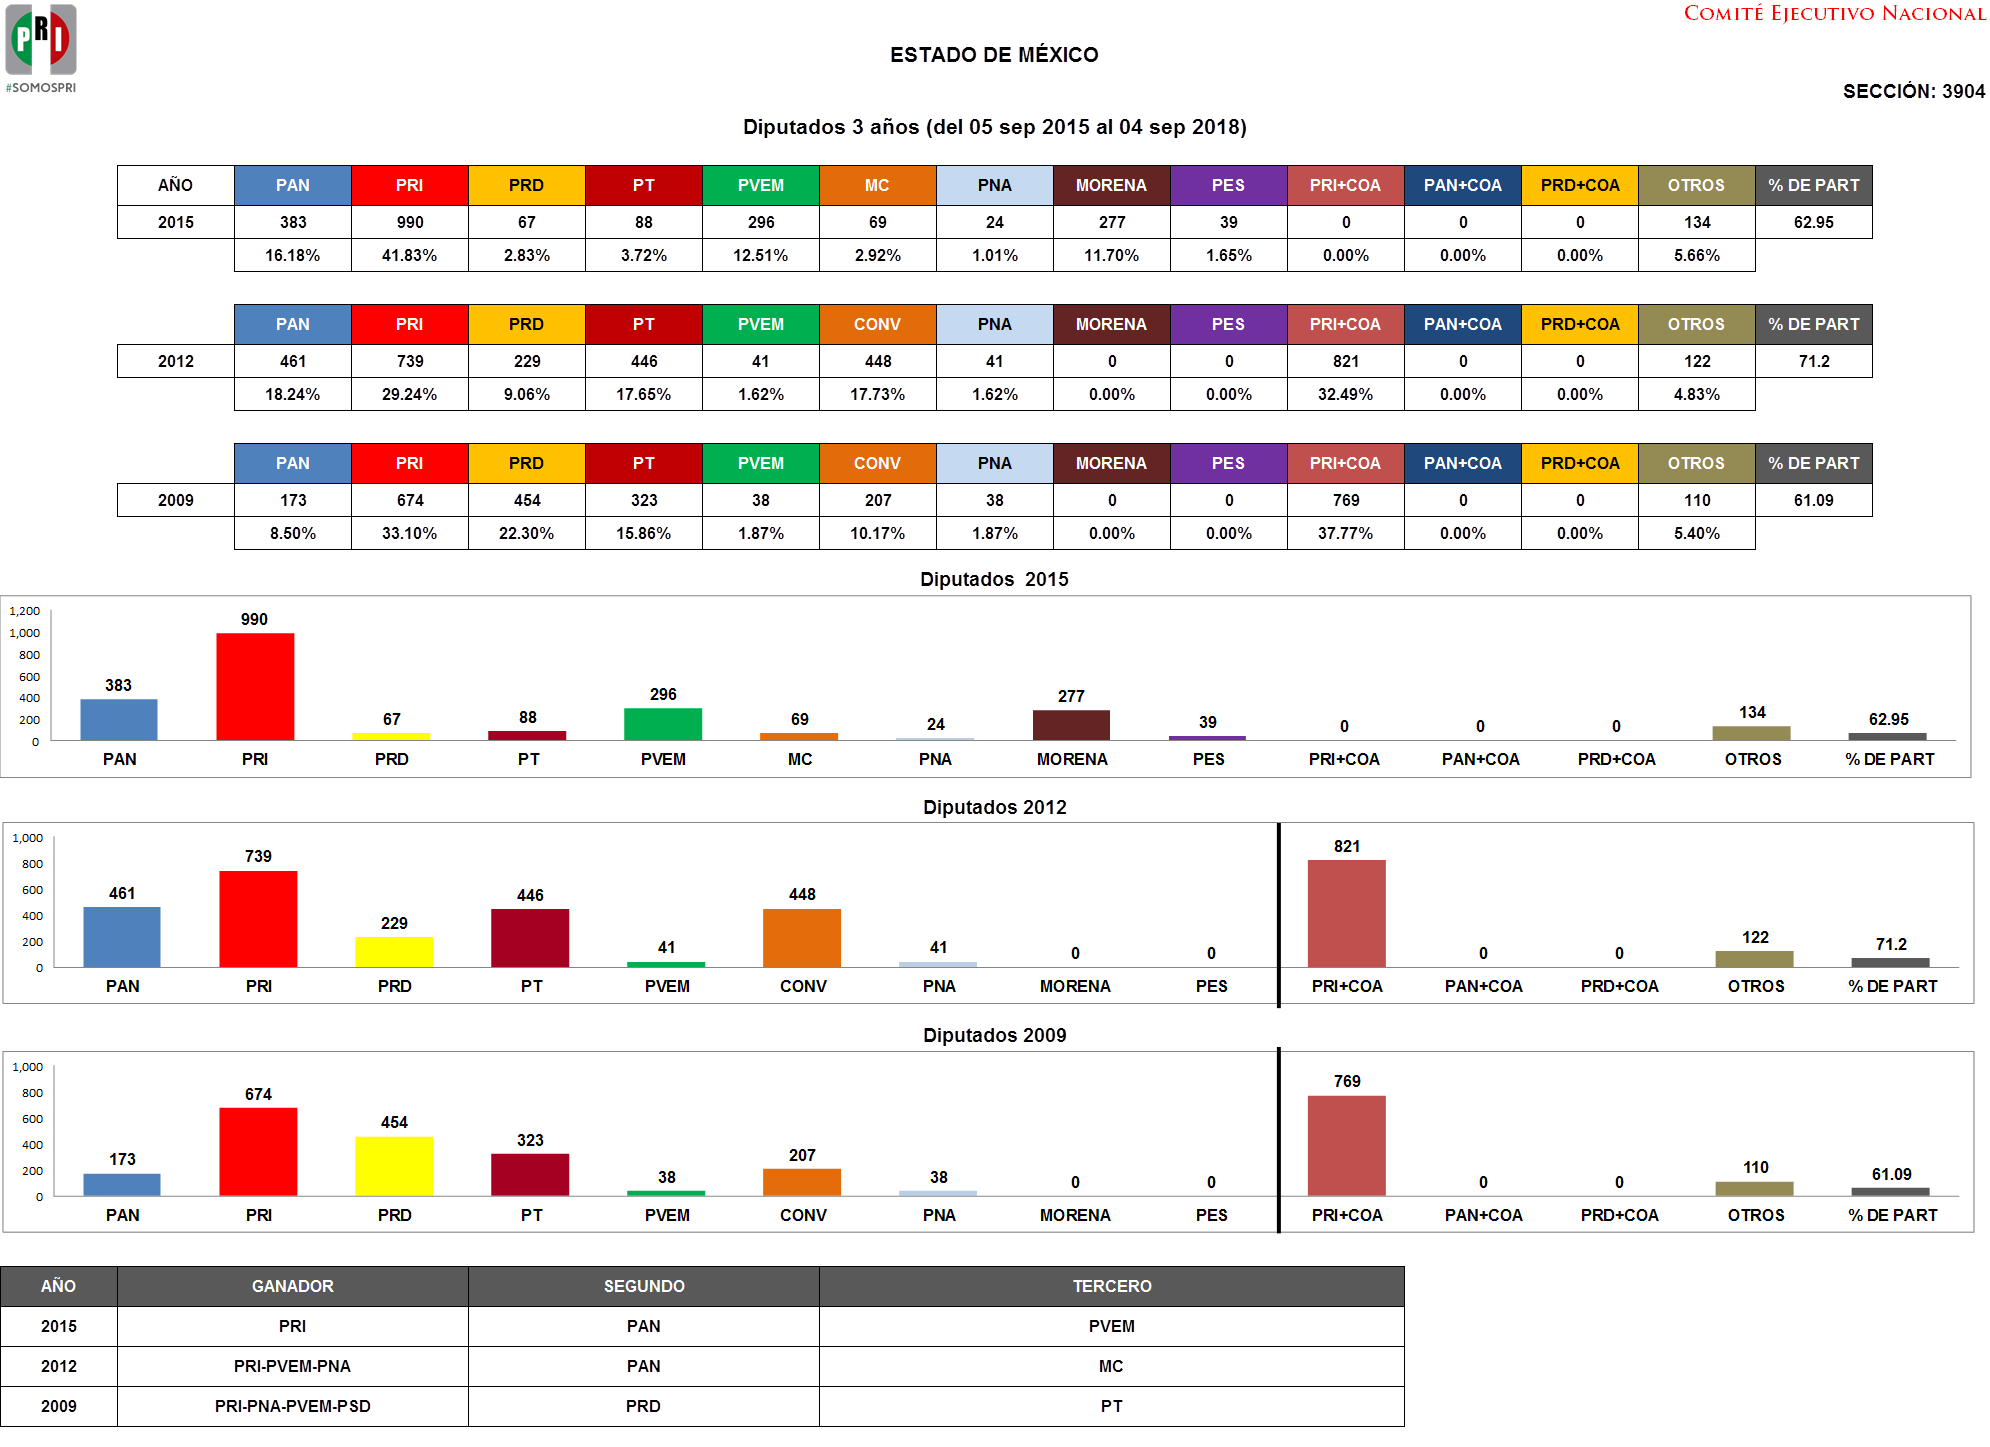 PRI
#SOMOSPRI
COMITÉ EJECUTIVO NACIONAL
ESTADO DE MÉXICO
SECCIÓN: 3904
Diputados 3 años (del 05 sep 2015 al 04 sep 2018)
AÑO PAN PRI PRD PT PVEM MC PNA MORENA PES PRI+COA PAN+COA PRD+COA OTROS % DE PART
2015 383 990 67 88 296 69 24 277 39 0 0 0 134 62.95
16.18% 41.83% 2.83% 3.72% 12.51% 2.92% 1.01% 11.70% 1.65% 0.00% 0.00% 0.00% 5.66%
PAN PRI PRD PT PVEM CONV PNA MORENA PES PRI+COA PAN+COA PRD+COA OTROS % DE PART
2012 461 739 229 446 41 448 41 0 0 821 0 0 122 71.2
18.24% 29.24% 9.06% 17.65% 1.62% 17.73% 1.62% 0.00% 0.00% 32.49% 0.00% 0.00% 4.83%
PAN PRI PRD PT PVEM CONV PNA MORENA PES PRI+COA PAN+COA PRD+COA OTROS % DE PART
2009 173 674 454 323 38 207 38 0 0 769 0 0 110 61.09
8.50% 33.10% 22.30% 15.86% 1.87% 10.17% 1.87% 0.00% 0.00% 37.77% 0.00% 0.00% 5.40%
Diputados 2015
1,200
1,000
800
600
400
200
0
383 990 67 88 296 69 24 277 39 0 0 0 134 62.95
PAN PRI PRD PT PVEM MC PNA MORENA PES PRI+COA PAN+COA PRD+COA OTROS % DE PART
Diputados 2012
1,000
800
600
400
200
0
461 739 229 446 41 448 41 0 0 821 0 0 122 71.2
PAN PRI PRD PT PVEM CONV PNA MORENA PES PRI+COA PAN+COA PRD+COA OTROS % DE PART
Diputados 2009
1,000
800
600
400
200
0
173 674 454 323 38 207 38 0 0 769 0 0 110 61.09
PAN PRI PRD PT PVEM CONV PNA MORENA PES PRI+COA PAN+COA PRD+COA OTROS % DE PART
AÑO GANADOR SEGUNDO TERCERO
2015 PRI PAN PVEM
2012 PRI-PVEM-PNA PAN MC
2009 PRI-PNA-PVEM-PSD PRD PT